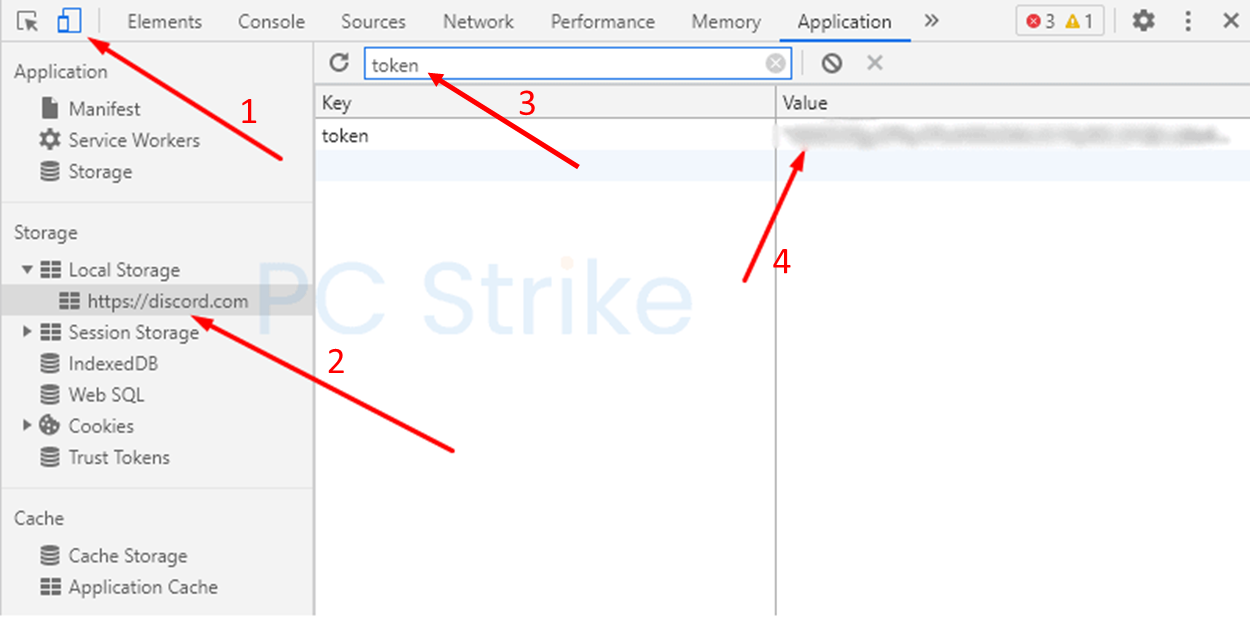 Elements Console Sources Network Performance Memory Application » 3 1
Application
Manifest
Service Workers
Storage
Storage
Local Storage
https://discord.com
Session Storage
IndexedDB
Web SQL
Cookies
Trust Tokens
Cache
Cache Storage
Application Cache
token
Key Value
token
1
2
3
4
PC Strike